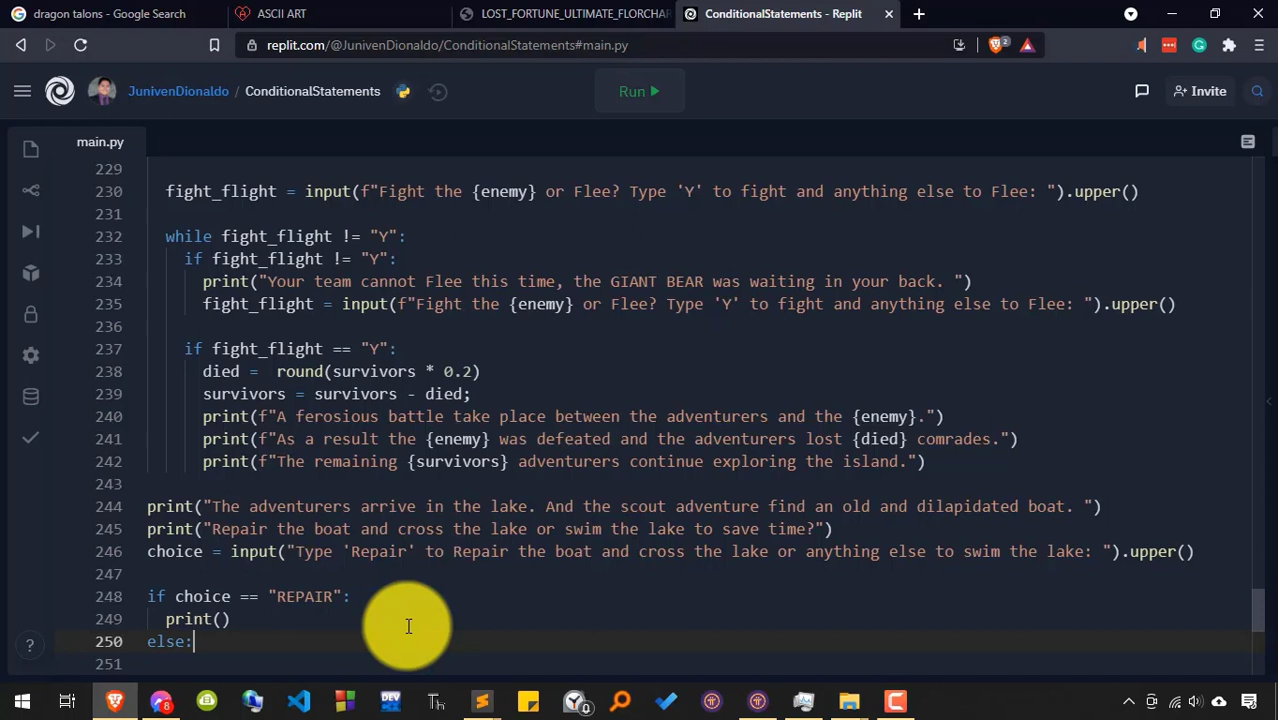 dragon talons - Google Search
ASCII ART
LOST_FORTUNE_ULTIMATE_FLORCHAR
ConditionalStatements - Replit
replit.com/@JunivenDionaldo/ConditionalStatements#main.py
2
JunivenDionaldo / ConditionalStatements
Run
Invite
main.py
229
230 fight_flight = input(f"Fight the {enemy} or Flee? Type 'Y' to fight and anything else to Flee: ").upper()
231
232 while fight_flight != "Y":
233 if fight_flight != "Y":
234 print("Your team cannot Flee this time, the GIANT BEAR was waiting in your back. ")
235 fight_flight = input(f"Fight the {enemy} or Flee? Type 'Y' to fight and anything else to Flee: ").upper()
236
237 if fight_flight == "Y":
238 died =  round(survivors * 0.2)
239 survivors = survivors - died;
240 print(f"A ferosious battle take place between the adventurers and the {enemy}.")
241 print(f"As a result the {enemy} was defeated and the adventurers lost {died} comrades.")
242 print(f"The remaining {survivors} adventurers continue exploring the island.")
243
244 print("The adventurers arrive in the lake. And the scout adventure find an old and dilapidated boat. ")
245 print("Repair the boat and cross the lake or swim the lake to save time?")
246 choice = input("Type 'Repair' to Repair the boat and cross the lake or anything else to swim the lake: ").upper()
247
248 if choice == "REPAIR":
249 print()
250 else:
251
?
8
DEV